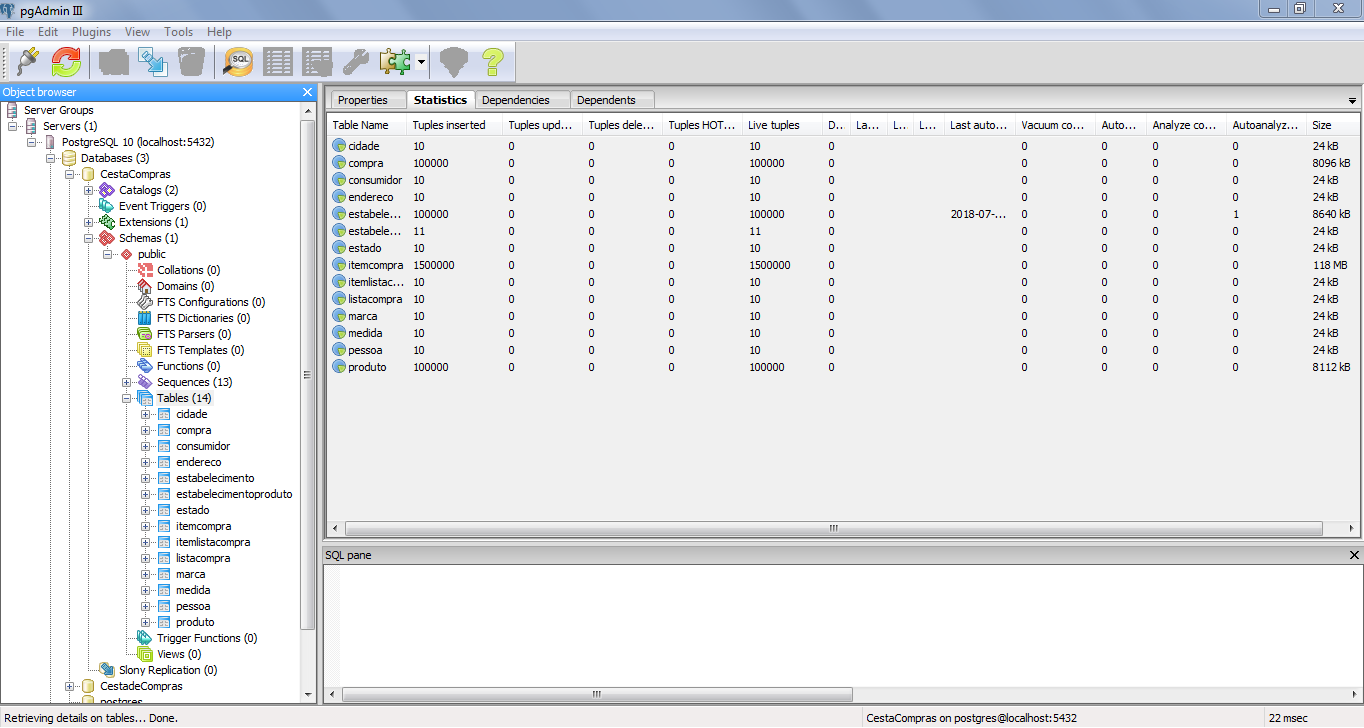 pgAdmin III
File Edit Plugins View Tools Help
SQL
Object browser
Server Groups
Servers (1)
PostgreSQL 10 (localhost:5432)
Databases (3)
CestaCompras
Catalogs (2)
Event Triggers (0)
Extensions (1)
Schemas (1)
public
Collations (0)
Domains (0)
FTS Configurations (0)
FTS Dictionaries (0)
FTS Parsers (0)
FTS Templates (0)
Functions (0)
Sequences (13)
Tables (14)
cidade
compra
consumidor
endereco
estabelecimento
estabelecimentoproduto
estado
itemcompra
itemlistacompra
listacompra
marca
medida
pessoa
produto
Trigger Functions (0)
Views (0)
Slony Replication (0)
CestadeCompras
postgres
Properties Statistics Dependencies Dependents
Table Name Tuples inserted Tuples upd... Tuples dele... Tuples HOT... Live tuples D... La... L... L... Last auto... Vacuum co... Auto... Analyze co... Autoanalyz... Size
cidade 10 0 0 0 10 0 0 0 0 0 24 kB
compra 100000 0 0 0 100000 0 0 0 0 0 8096 kB
consumidor 10 0 0 0 10 0 0 0 0 0 24 kB
endereco 10 0 0 0 10 0 0 0 0 0 24 kB
estabele... 100000 0 0 0 100000 0 2018-07-... 0 0 0 1 8640 kB
estabele... 11 0 0 0 11 0 0 0 0 0 24 kB
estado 10 0 0 0 10 0 0 0 0 0 24 kB
itemcompra 1500000 0 0 0 1500000 0 0 0 0 0 118 MB
itemlistac... 10 0 0 0 10 0 0 0 0 0 24 kB
listacompra 10 0 0 0 10 0 0 0 0 0 24 kB
marca 10 0 0 0 10 0 0 0 0 0 24 kB
medida 10 0 0 0 10 0 0 0 0 0 24 kB
pessoa 10 0 0 0 10 0 0 0 0 0 24 kB
produto 100000 0 0 0 100000 0 0 0 0 0 8112 kB
SQL pane
Retrieving details on tables... Done. CestaCompras on postgres@localhost:5432 22 msec